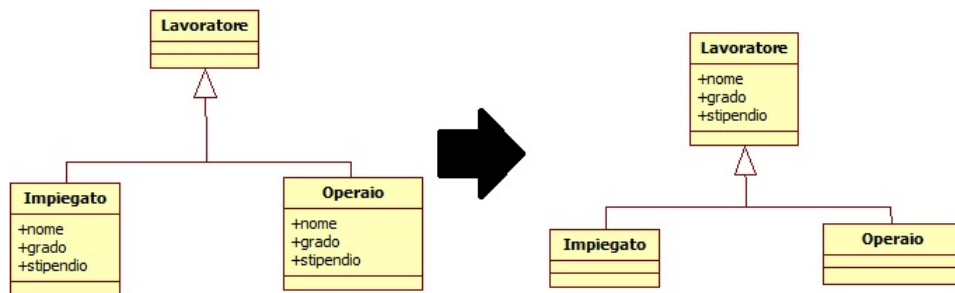 Lavoratore
Impiegato
+nome
+grado
+stipendio
Operaio
+nome
+grado
+stipendio
Lavoratore
+nome
+grado
+stipendio
Impiegato
Operaio